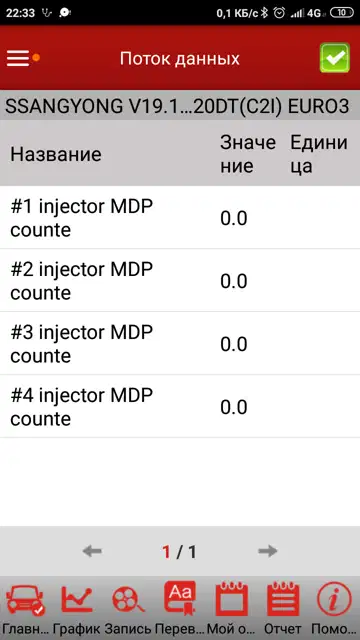 22:33 0,1 КБ/с 4G 10
Поток данных
SSANGYONG V19.1...20DT(C2I) EURO3
Название Значе Едини
ние ца
#1 injector MDP
counte 0.0
#2 injector MDP
counte 0.0
#3 injector MDP
counte 0.0
#4 injector MDP
counte 0.0
1 / 1
Aa
Главн... График Запись Перев... Мой о... Отчет Помо...